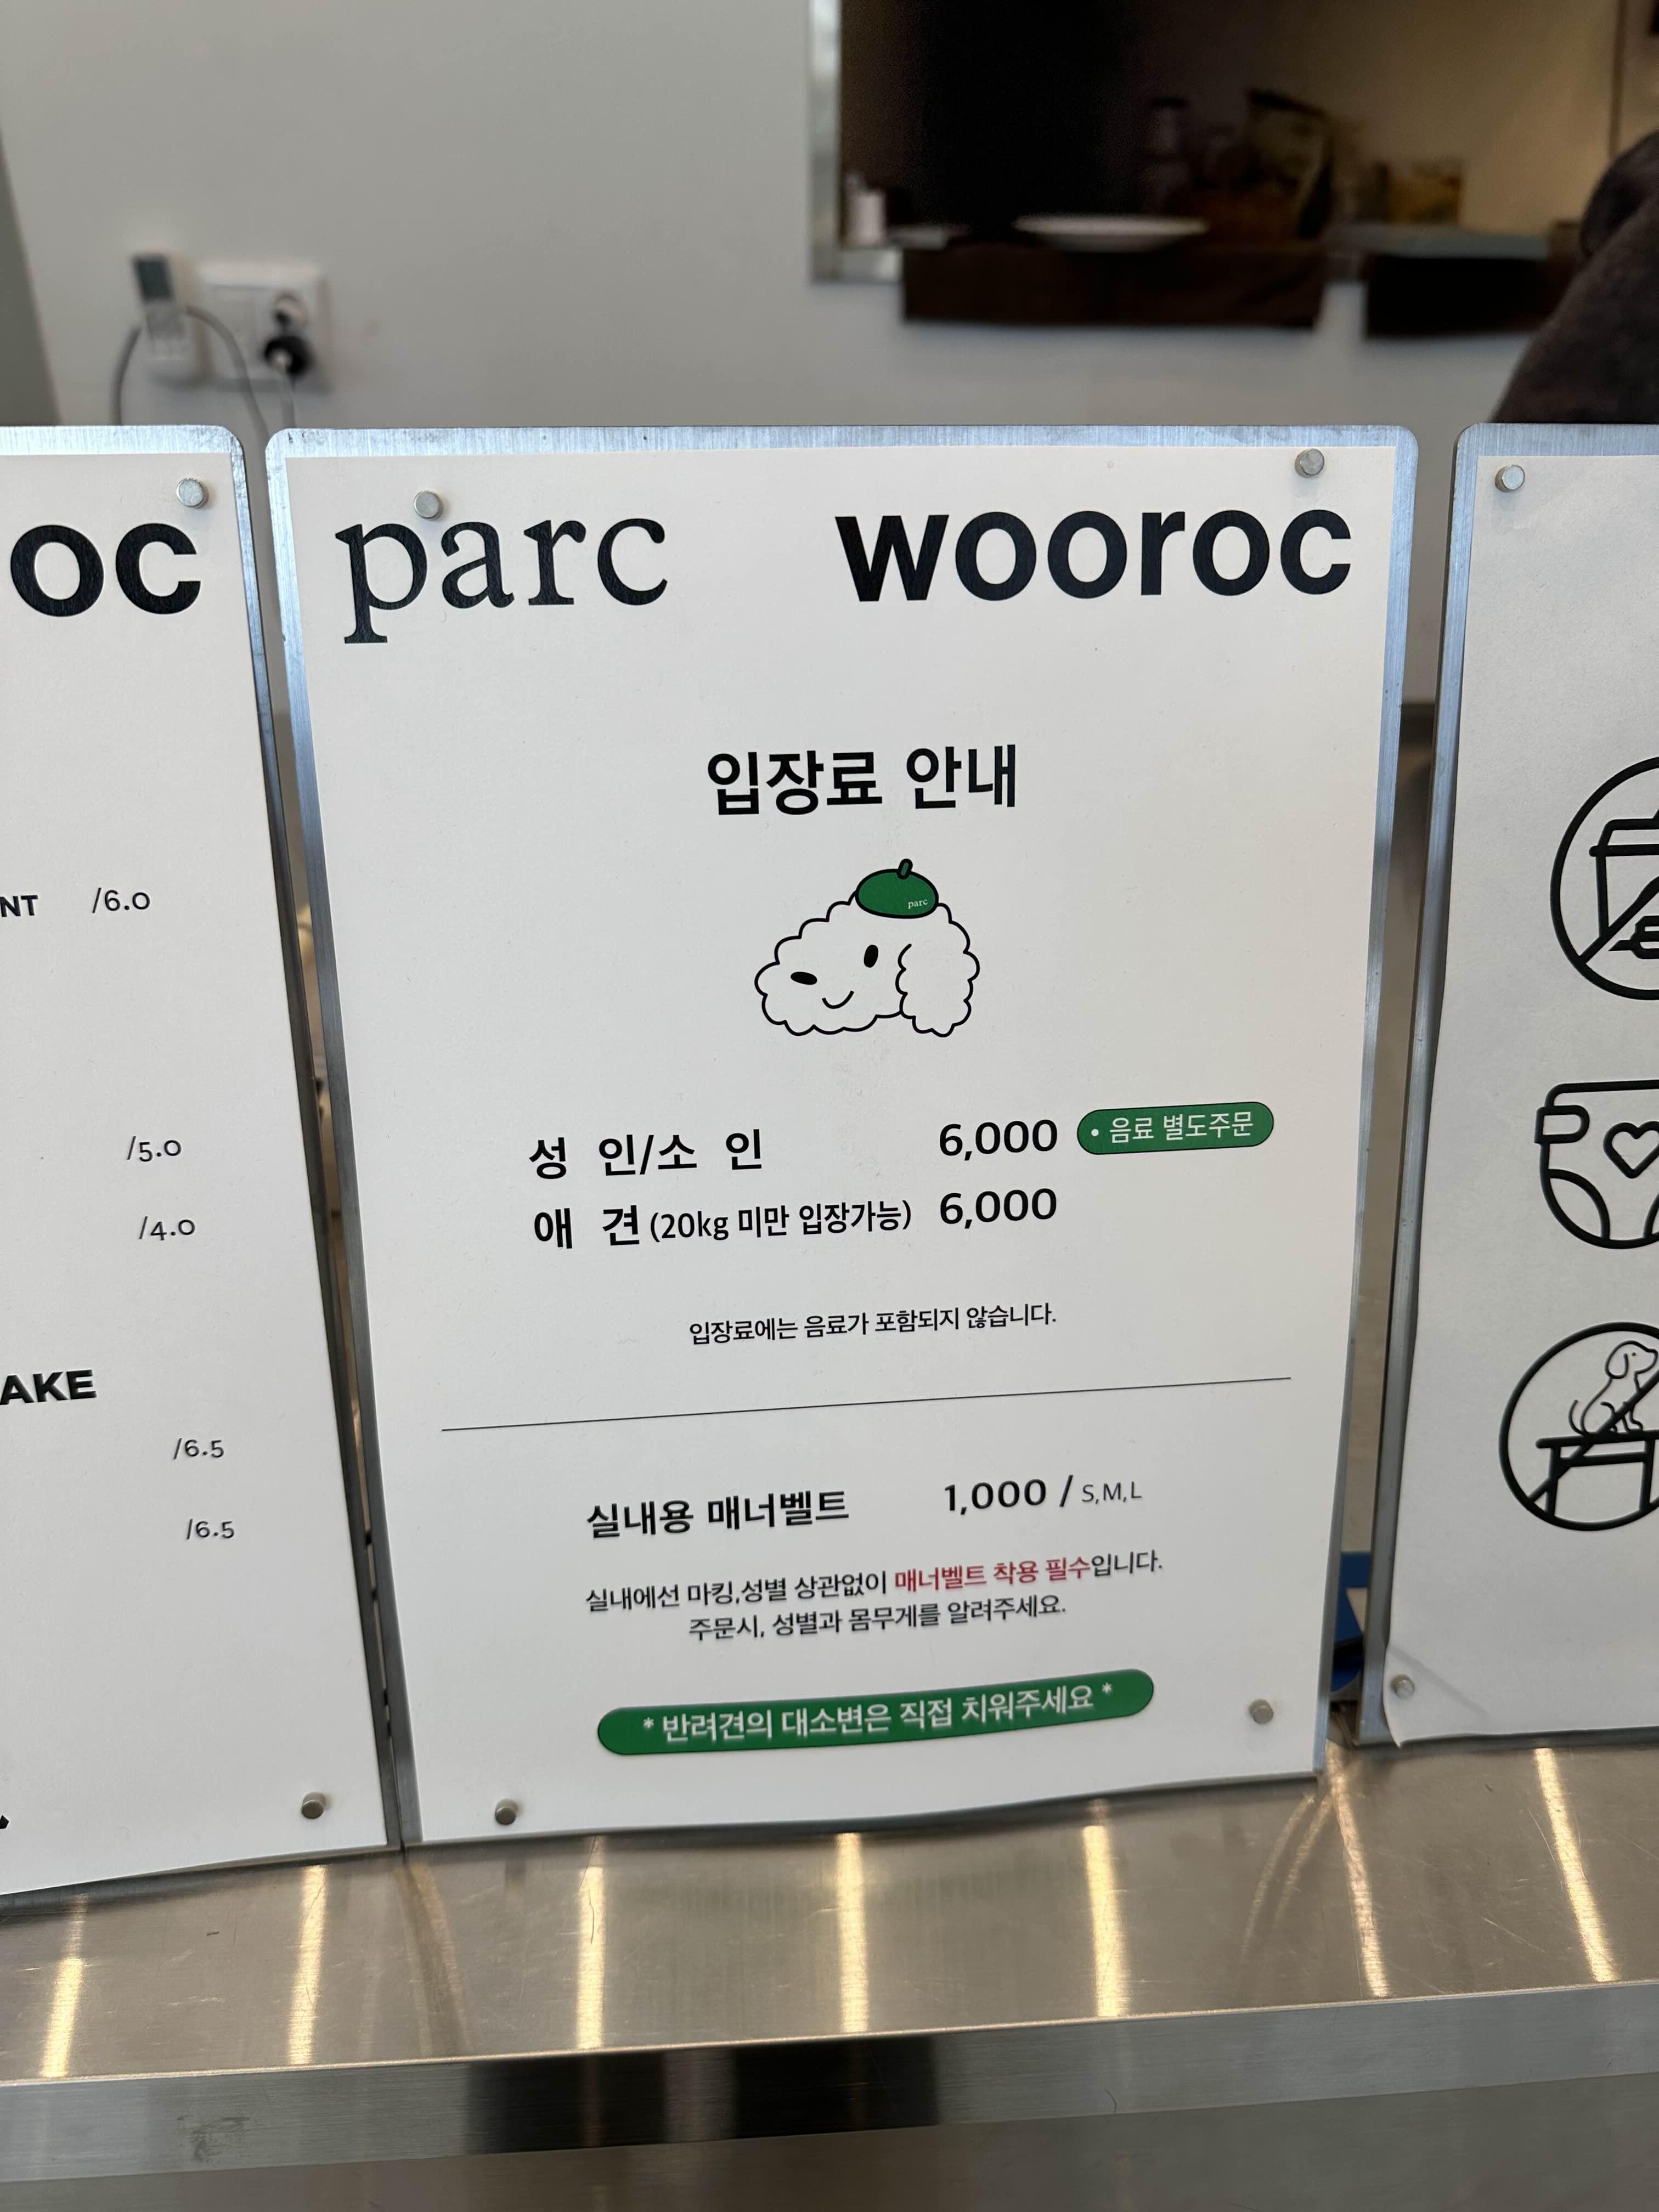 oc
NT /6.0
/5.0
/4.0
AKE
/6.5
/6.5
parc wooroc
입장료 안내
parc
성 인/소 인 6,000 • 음료 별도주문
애 견 (20kg 미만 입장가능) 6,000
입장료에는 음료가 포함되지 않습니다.
실내용 매너벨트 1,000 / S,M,L
실내에선 마킹,성별 상관없이 매너벨트 착용 필수입니다.
주문시, 성별과 몸무게를 알려주세요.
* 반려견의 대소변은 직접 치워주세요 *